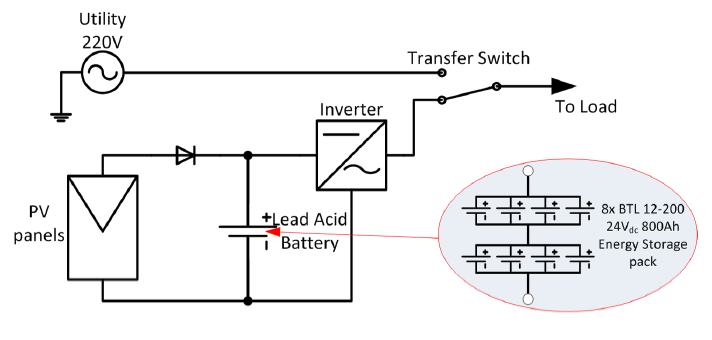 Utility
220V
Transfer Switch
To Load
Inverter
PV
panels
+Lead Acid
Battery
8x BTL 12-200
24Vdc 800Ah
Energy Storage
pack